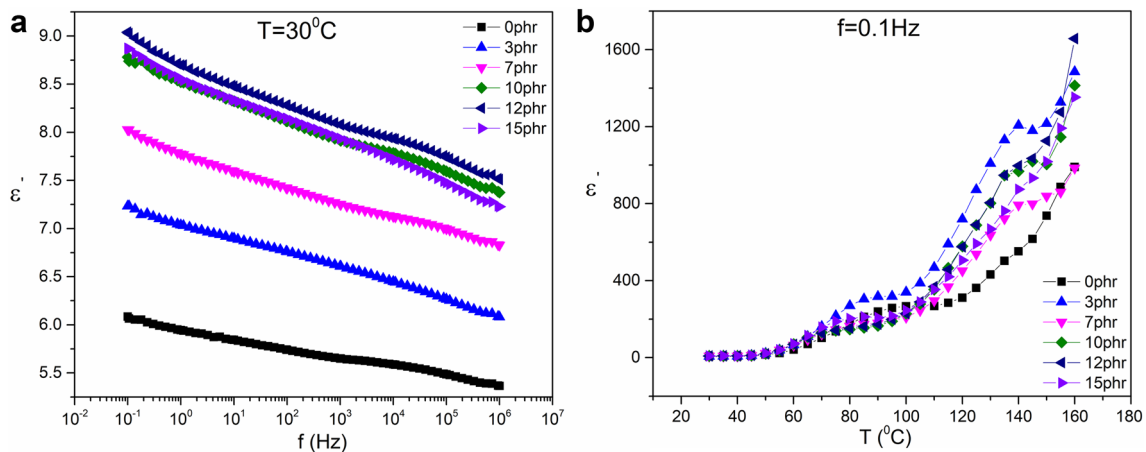 a
T=30⁰C
0phr
3phr
7phr
10phr
12phr
15phr
9.0
8.5
8.0
7.5
7.0
6.5
6.0
5.5
ε'
10⁻² 10⁻¹ 10⁰ 10¹ 10² 10³ 10⁴ 10⁵ 10⁶ 10⁷
f (Hz)
b
f=0.1Hz
1600
1200
800
400
0
ε'
0phr
3phr
7phr
10phr
12phr
15phr
20 40 60 80 100 120 140 160 180
T (⁰C)